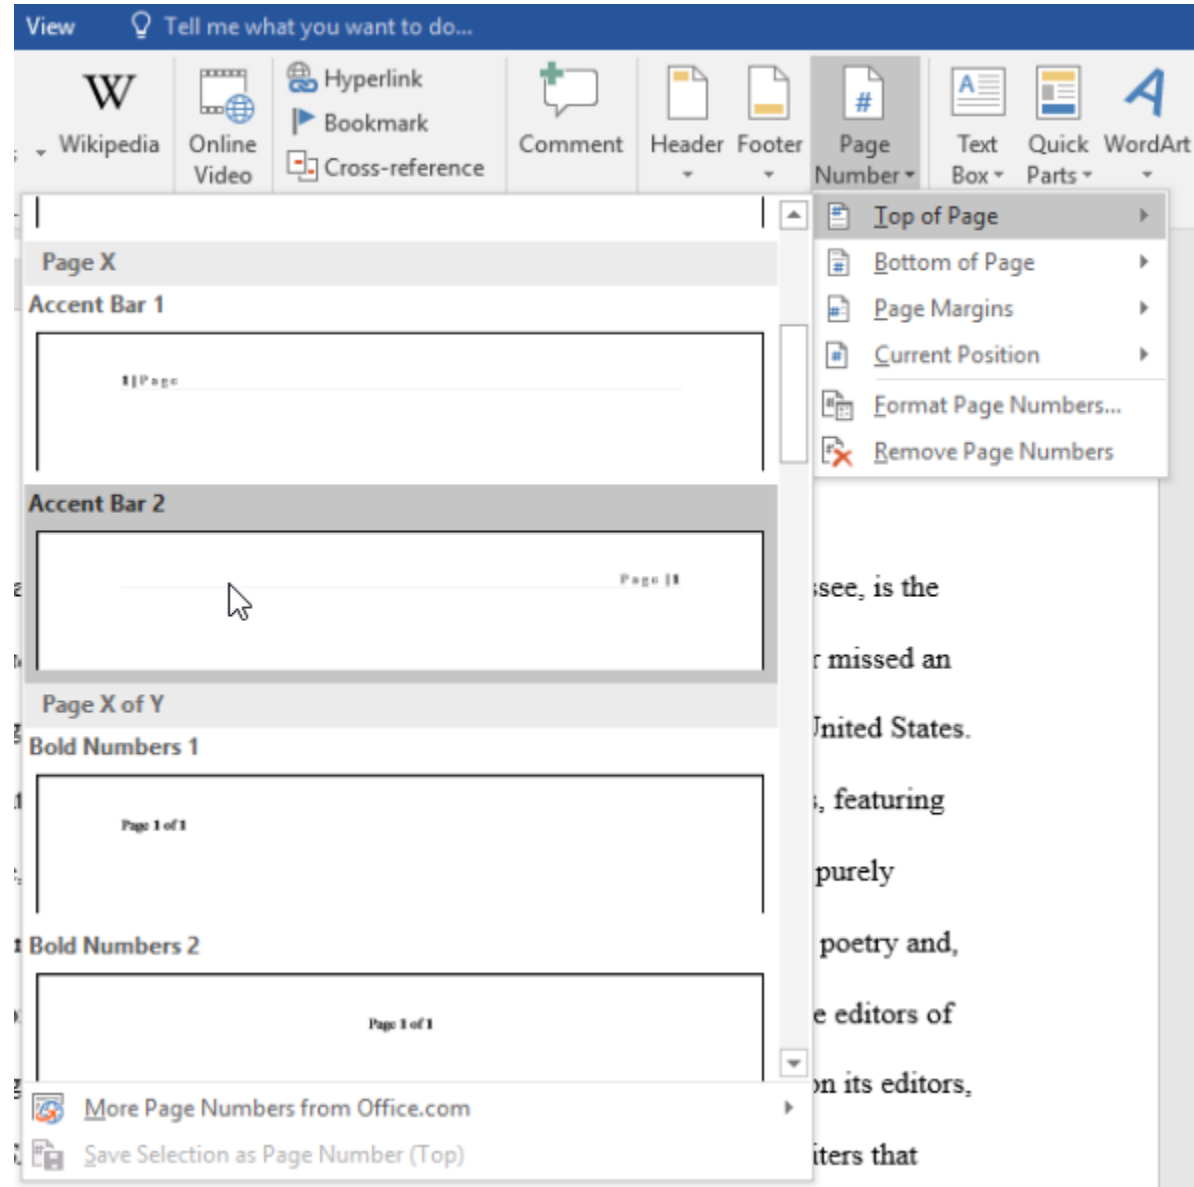 View Tell me what you want to do...
Wikipedia
Online
Video
Hyperlink
Bookmark
Cross-reference
Comment
Header
Footer
Page
Number
Text
Box
Quick
Parts
WordArt
Top of Page
Bottom of Page
Page Margins
Current Position
Format Page Numbers...
Remove Page Numbers
Page X
Accent Bar 1
1|Page
Accent Bar 2
Page |1
Page X of Y
Bold Numbers 1
Page 1 of 1
Bold Numbers 2
Page 1 of 1
More Page Numbers from Office.com
Save Selection as Page Number (Top)
is the
missed an
States.
featuring
purely
poetry and,
editors of
its editors,
that